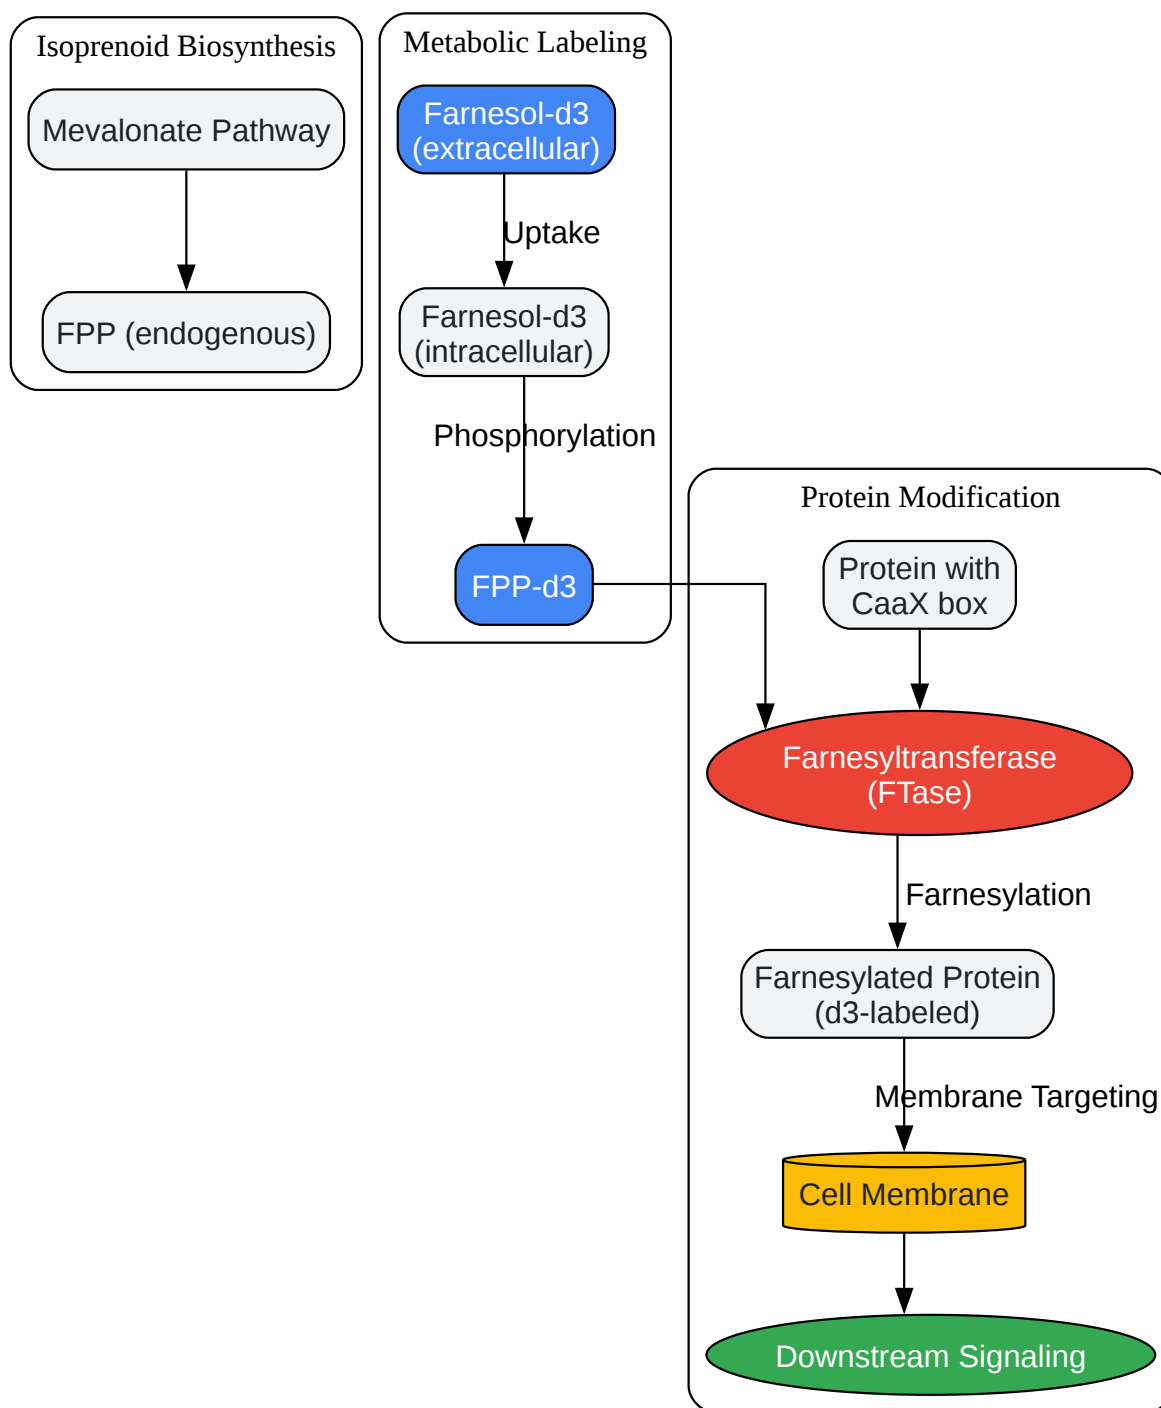 Isoprenoid Biosynthesis
Mevalonate Pathway
FPP (endogenous)
Metabolic Labeling
Farnesol-d3
(extracellular)
Uptake
Farnesol-d3
(intracellular)
Phosphorylation
FPP-d3
Protein Modification
Protein with
CaaX box
Farnesyltransferase
(FTase)
Farnesylation
Farnesylated Protein
(d3-labeled)
Membrane Targeting
Cell Membrane
Downstream Signaling